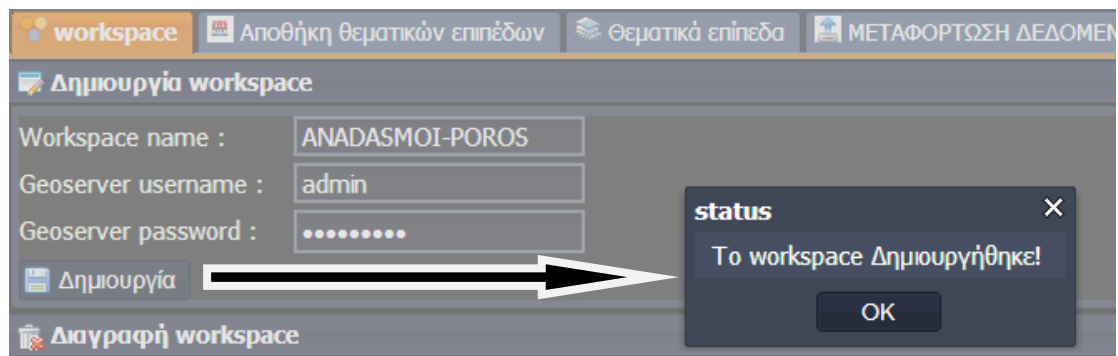 workspace Αποθήκη θεματικών επιπέδων Θεματικά επίπεδα ΜΕΤΑΦΟΡΤΩΣΗ ΔΕΔΟΜΕΝ
Δημιουργία workspace
Workspace name : ANADASMOI-POROS
Geoserver username : admin
Geoserver password : •••••••••
Δημιουργία
status
Το workspace Δημιουργήθηκε!
OK
Διαγραφή workspace